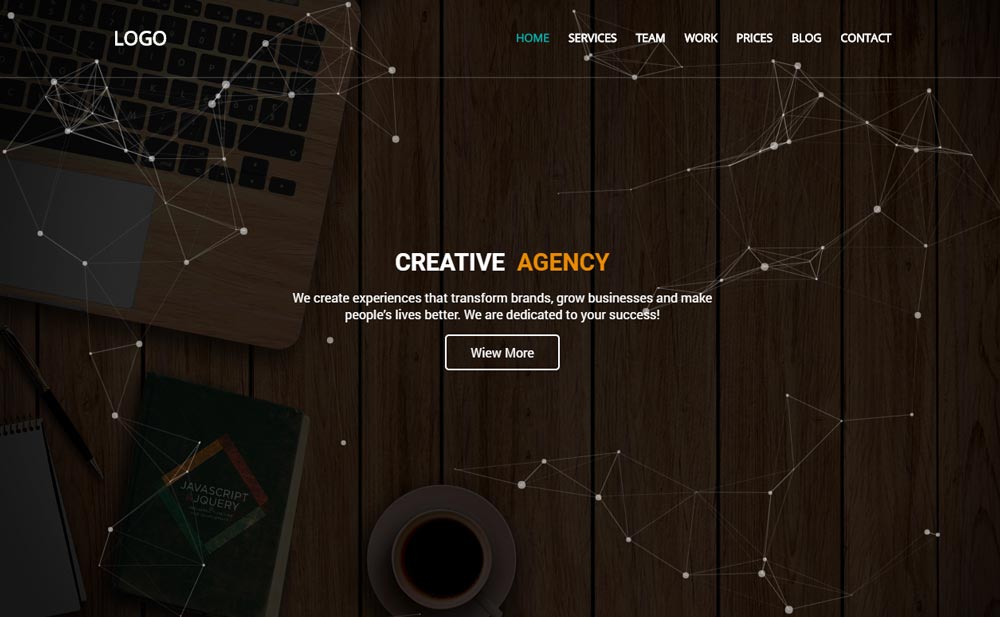 LOGO
HOME SERVICES TEAM WORK PRICES BLOG CONTACT
CREATIVE AGENCY
We create experiences that transform brands, grow businesses and make
people's lives better. We are dedicated to your success!
Wiew More
JAVASCRIPT
& JQUERY